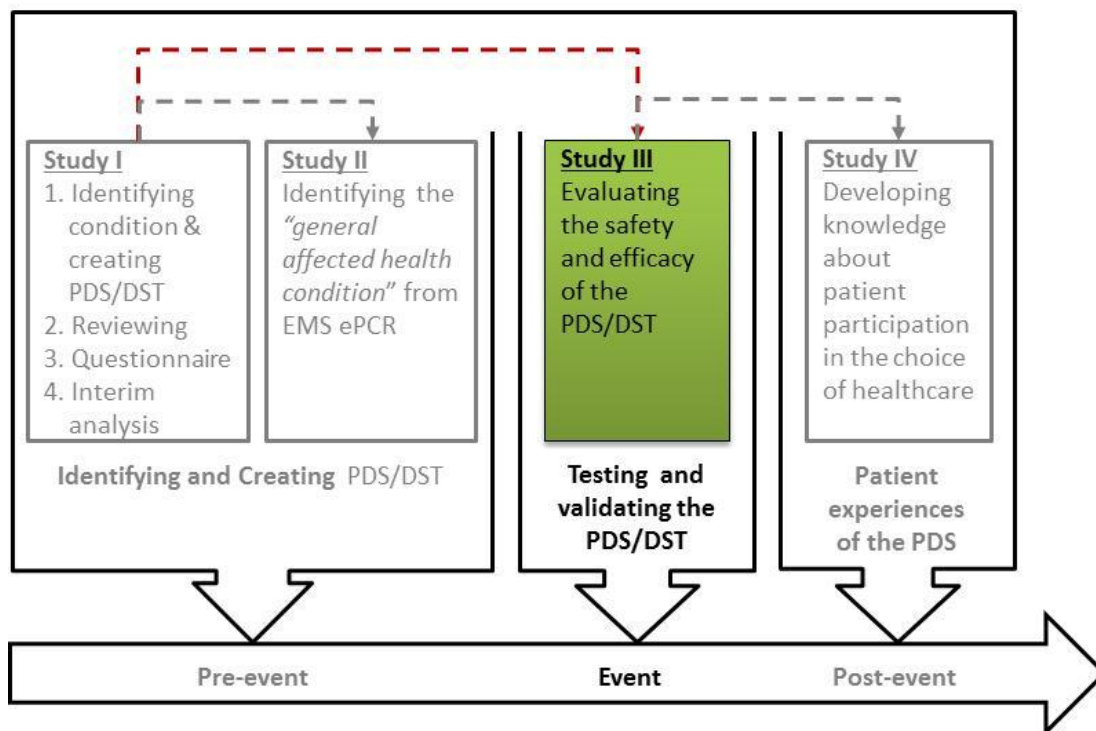 Study I
1. Identifying
condition &
creating
PDS/DST
2. Reviewing
3. Questionnaire
4. Interim
analysis
Study II
Identifying the
“general
affected health
condition” from
EMS ePCR
Identifying and Creating PDS/DST
Study III
Evaluating
the safety
and efficacy
of the
PDS/DST
Testing and
validating the
PDS/DST
Study IV
Developing
knowledge
about
patient
participation
in the choice
of healthcare
Patient
experiences
of the PDS
Pre-event
Event
Post-event